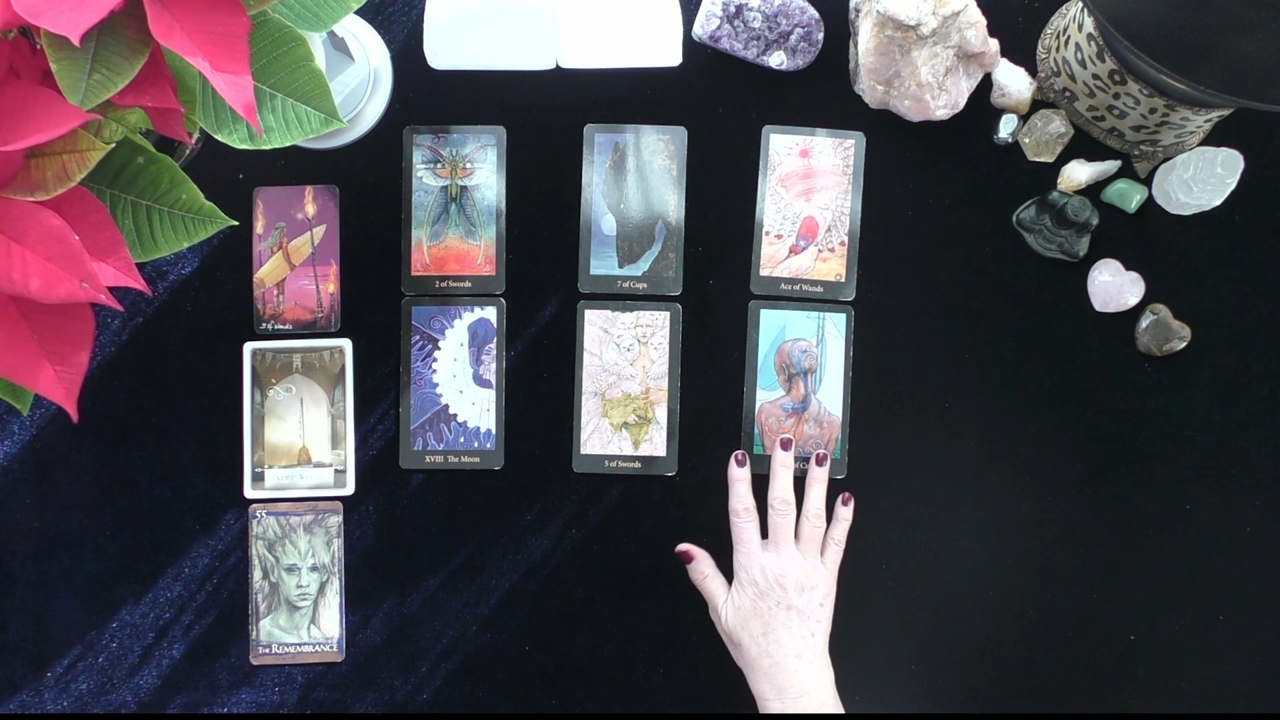 2 of Swords
7 of Cups
Ace of Wands
3 of Wands
XVIII The Moon
5 of Swords
55
The Remembrance